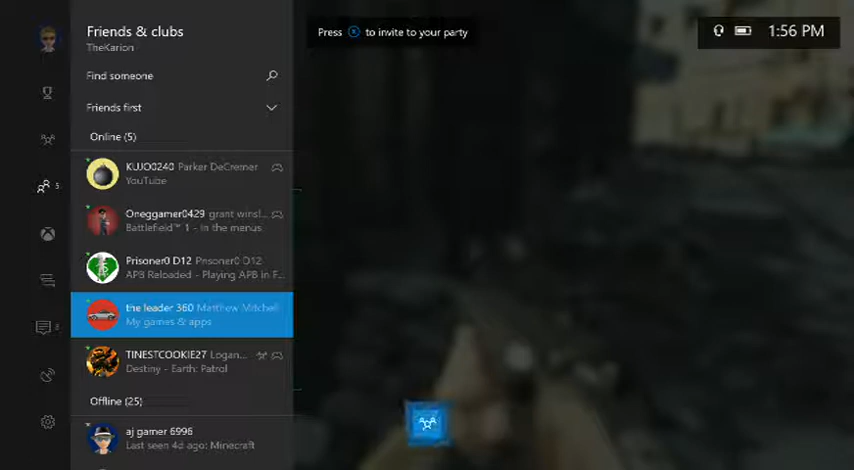 Friends & clubs
TheKarion
Press X to invite to your party
1:56 PM
Find someone
Friends first
Online (5)
KUJO0240 Parker DeCremer
YouTube
Oneggamer0429 grant winsl...
Battlefield™ 1 - In the menus
Prisoner0 D12 Prisoner0 D12
APB Reloaded - Playing APB in F...
5
the leader 360 Matthew Mitchell
My games & apps
TINESTCOOKIE27 Logan...
Destiny - Earth: Patrol
Offline (25)
aj gamer 6996
Last seen 4d ago: Minecraft